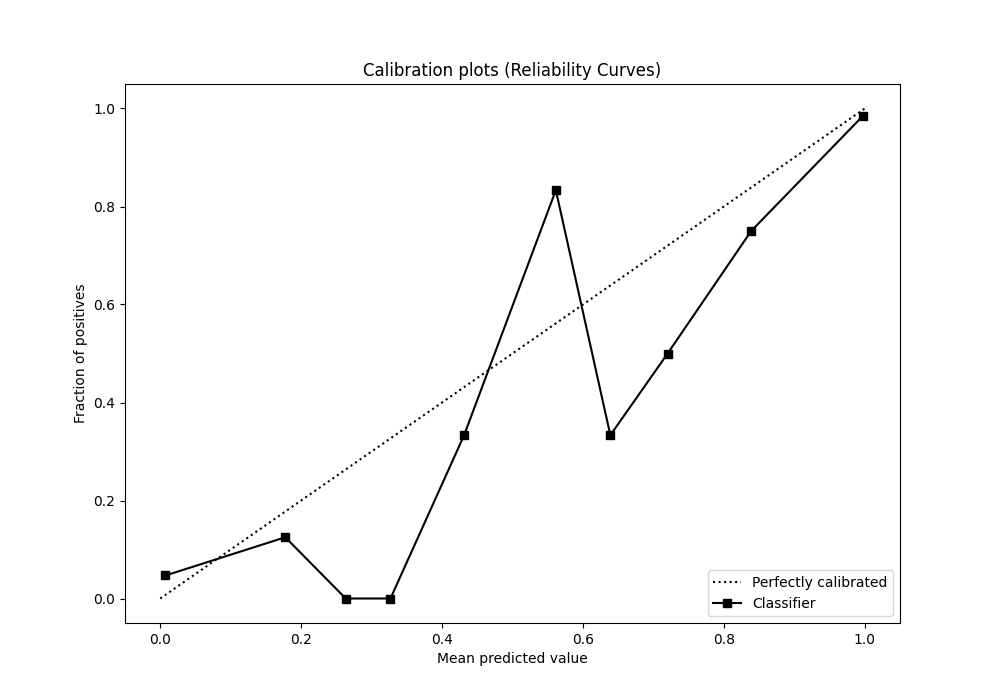 Calibration plots (Reliability Curves)
1.0
0.8
0.6
0.4
0.2
0.0
Fraction of positives
0.0 0.2 0.4 0.6 0.8 1.0
Mean predicted value
Perfectly calibrated
Classifier